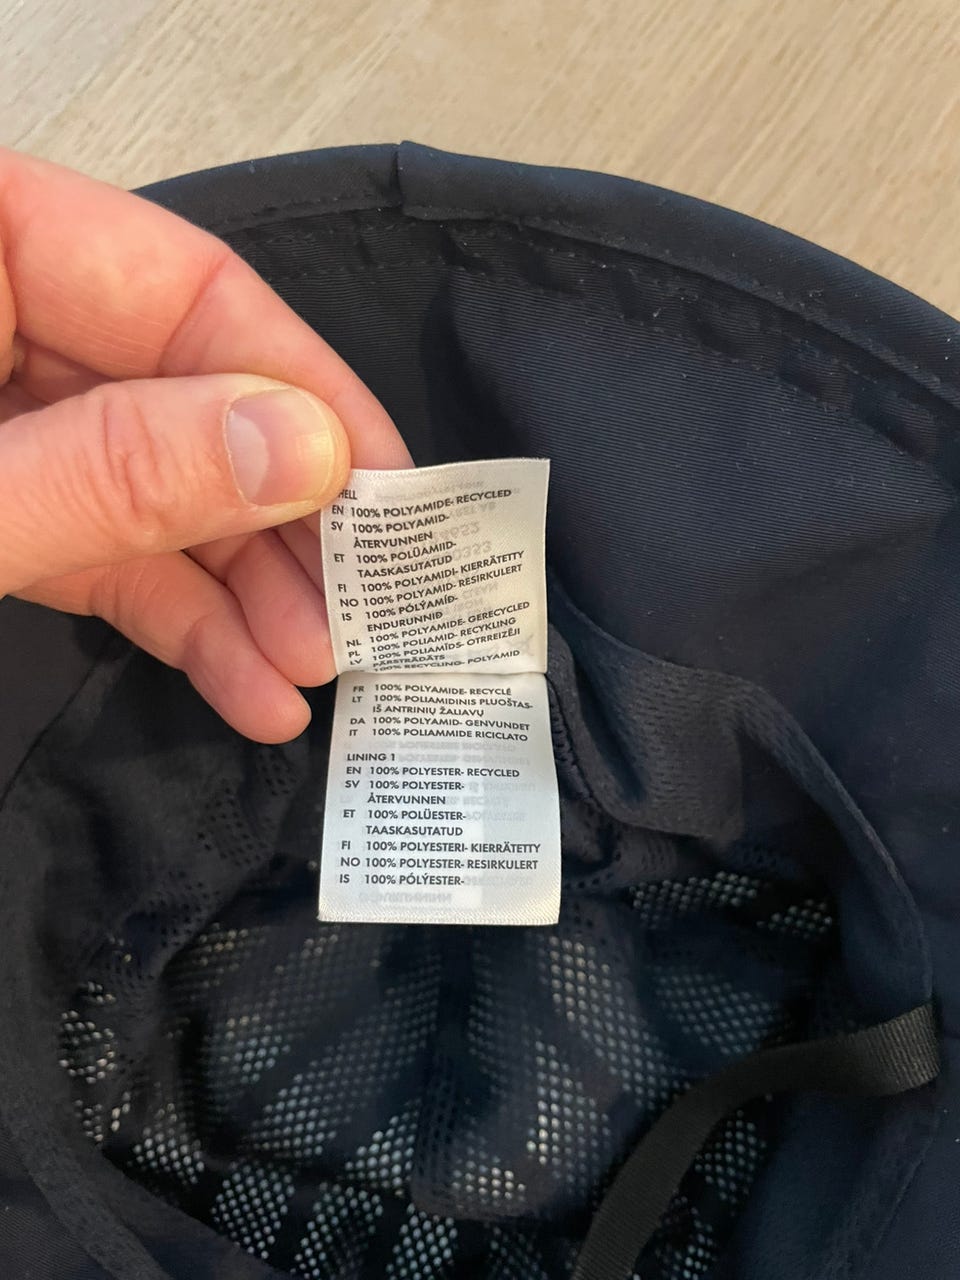 HELL
EN 100% POLYAMIDE- RECYCLED
SV 100% POLYAMID-
ÅTERVUNNEN
ET 100% POLÜAMIID-
TAASKASUTATUD
FI 100% POLYAMIDI- KIERRÄTETTY
NO 100% POLYAMID- RESIRKULERT
IS 100% PÓLÝAMÍÐ-
ENDURUNNIÐ
NL 100% POLYAMIDE- GERECYCLED
PL 100% POLIAMID- RECYKLING
LV 100% POLIAMĪDS- OTRREIZĒJI
PĀRSTRĀDĀTS
100% RECYCLING- POLYAMID
FR 100% POLYAMIDE- RECYCLÉ
LT 100% POLIAMIDINIS PLUOŠTAS-
IŠ ANTRINIŲ ŽALIAVŲ
DA 100% POLYAMID- GENVUNDET
IT 100% POLIAMMIDE RICICLATO
LINING 1
EN 100% POLYESTER- RECYCLED
SV 100% POLYESTER-
ÅTERVUNNEN
ET 100% POLÜESTER-
TAASKASUTATUD
FI 100% POLYESTERI- KIERRÄTETTY
NO 100% POLYESTER- RESIRKULERT
IS 100% PÓLÝESTER-